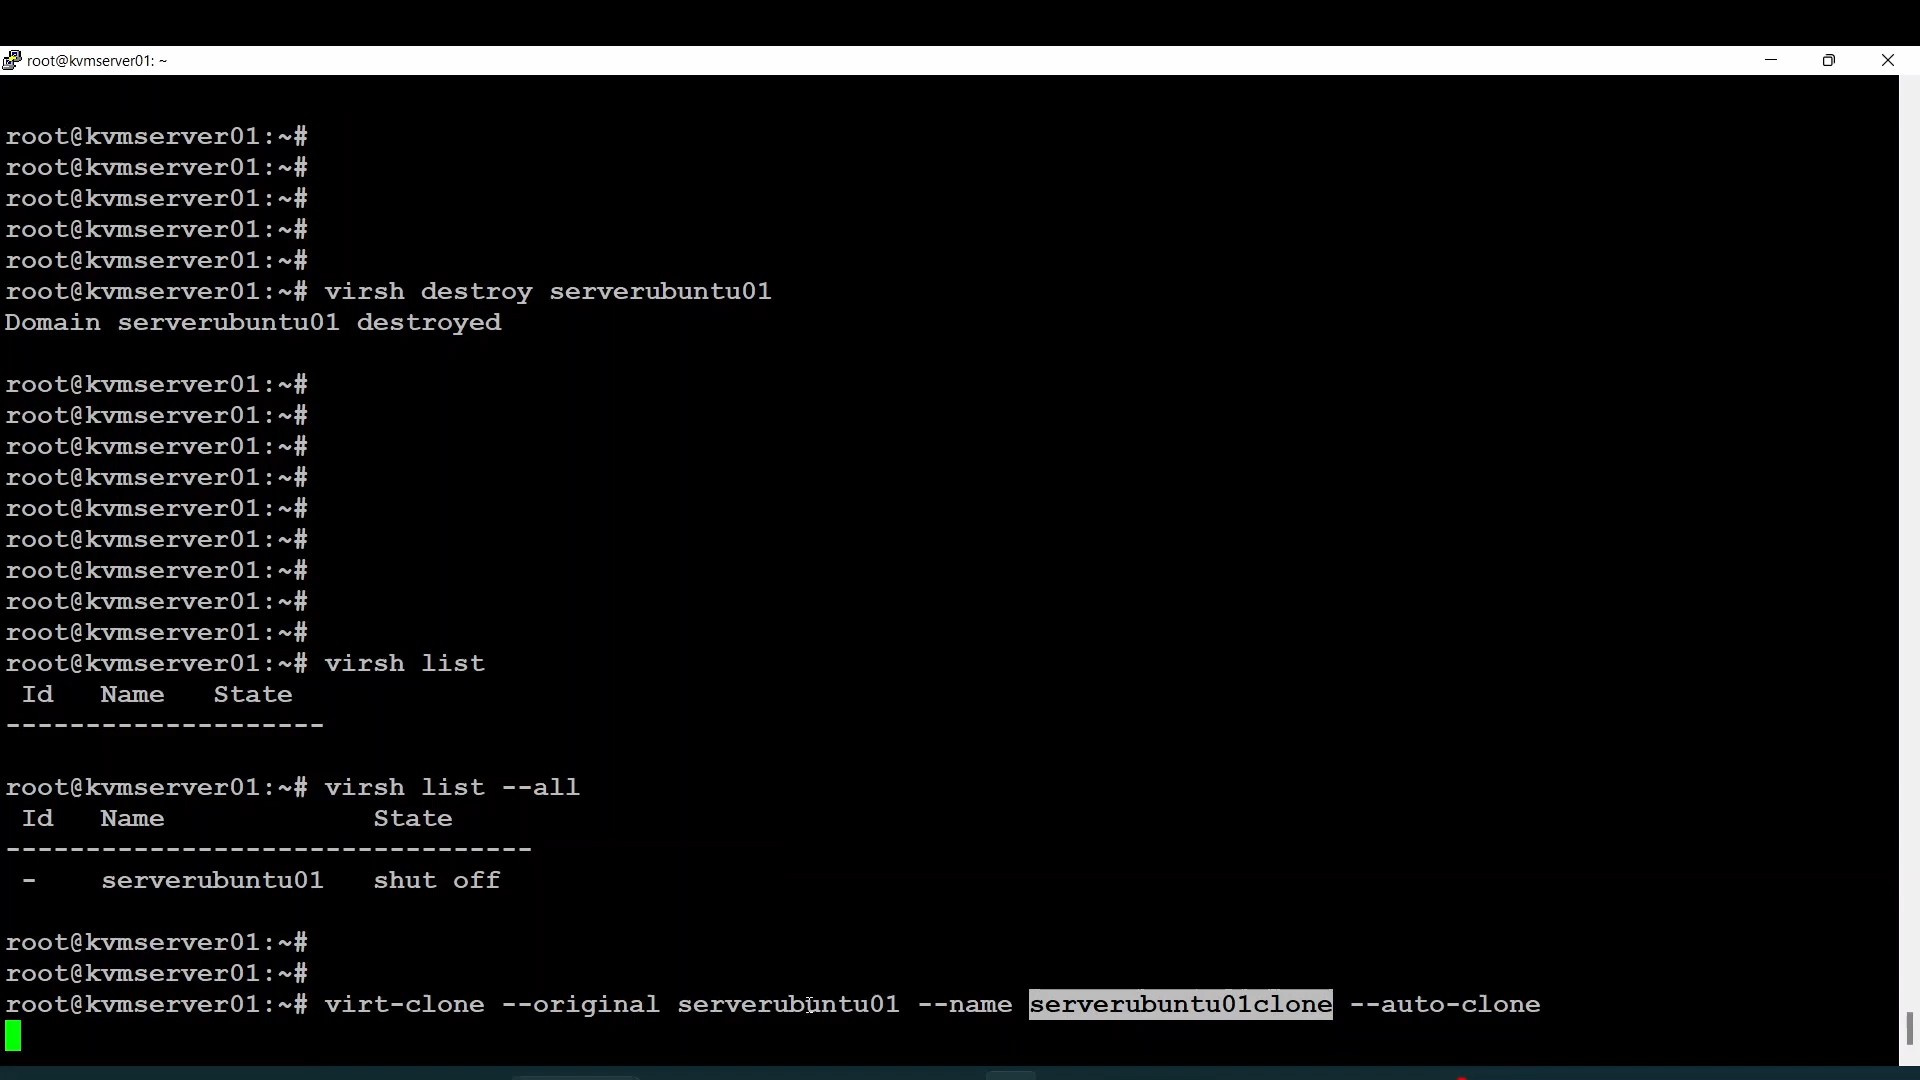 root@kvmserver01: ~
root@kvmserver01:~#
root@kvmserver01:~#
root@kvmserver01:~#
root@kvmserver01:~#
root@kvmserver01:~#
root@kvmserver01:~# virsh destroy serverubuntu01
Domain serverubuntu01 destroyed
root@kvmserver01:~#
root@kvmserver01:~#
root@kvmserver01:~#
root@kvmserver01:~#
root@kvmserver01:~#
root@kvmserver01:~#
root@kvmserver01:~#
root@kvmserver01:~#
root@kvmserver01:~#
root@kvmserver01:~# virsh list
Id Name State
--------------------
root@kvmserver01:~# virsh list --all
Id Name State
---------------------------------
- serverubuntu01 shut off
root@kvmserver01:~#
root@kvmserver01:~#
root@kvmserver01:~# virt-clone --original serverubuntu01 --name serverubuntu01clone --auto-clone